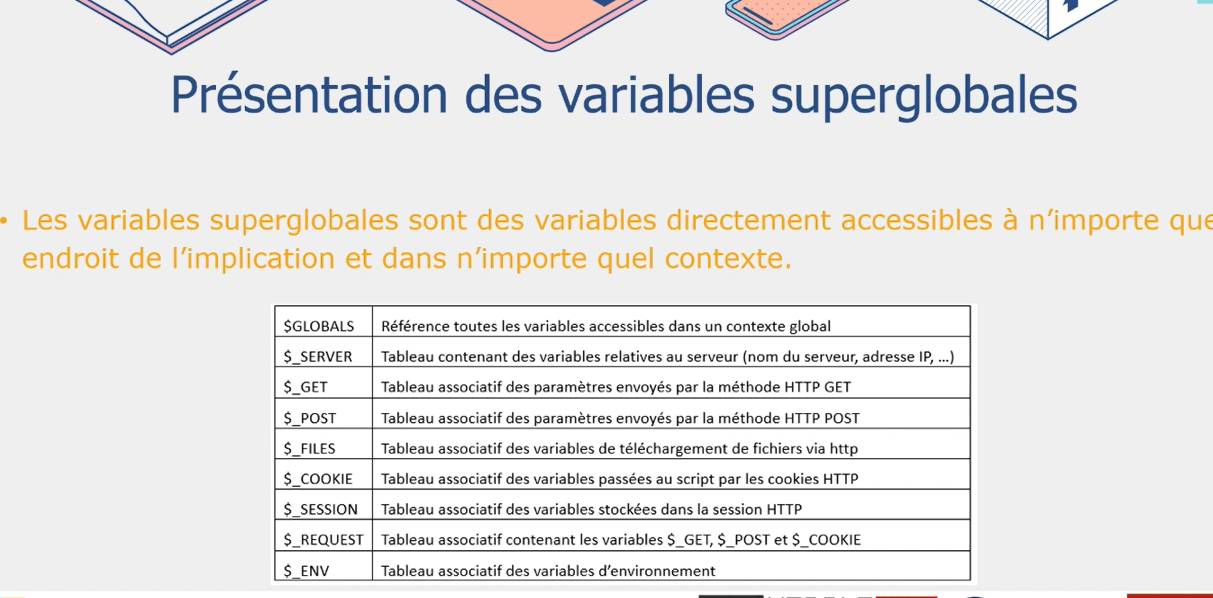 Présentation des variables superglobales
• Les variables superglobales sont des variables directement accessibles à n’importe
endroit de l’implication et dans n’importe quel contexte.
$GLOBALS Référence toutes les variables accessibles dans un contexte global
$_SERVER Tableau contenant des variables relatives au serveur (nom du serveur, adresse IP, …)
$_GET Tableau associatif des paramètres envoyés par la méthode HTTP GET
$_POST Tableau associatif des paramètres envoyés par la méthode HTTP POST
$_FILES Tableau associatif des variables de téléchargement de fichiers via http
$_COOKIE Tableau associatif des variables passées au script par les cookies HTTP
$_SESSION Tableau associatif des variables stockées dans la session HTTP
$_REQUEST Tableau associatif contenant les variables $_GET, $_POST et $_COOKIE
$_ENV Tableau associatif des variables d’environnement